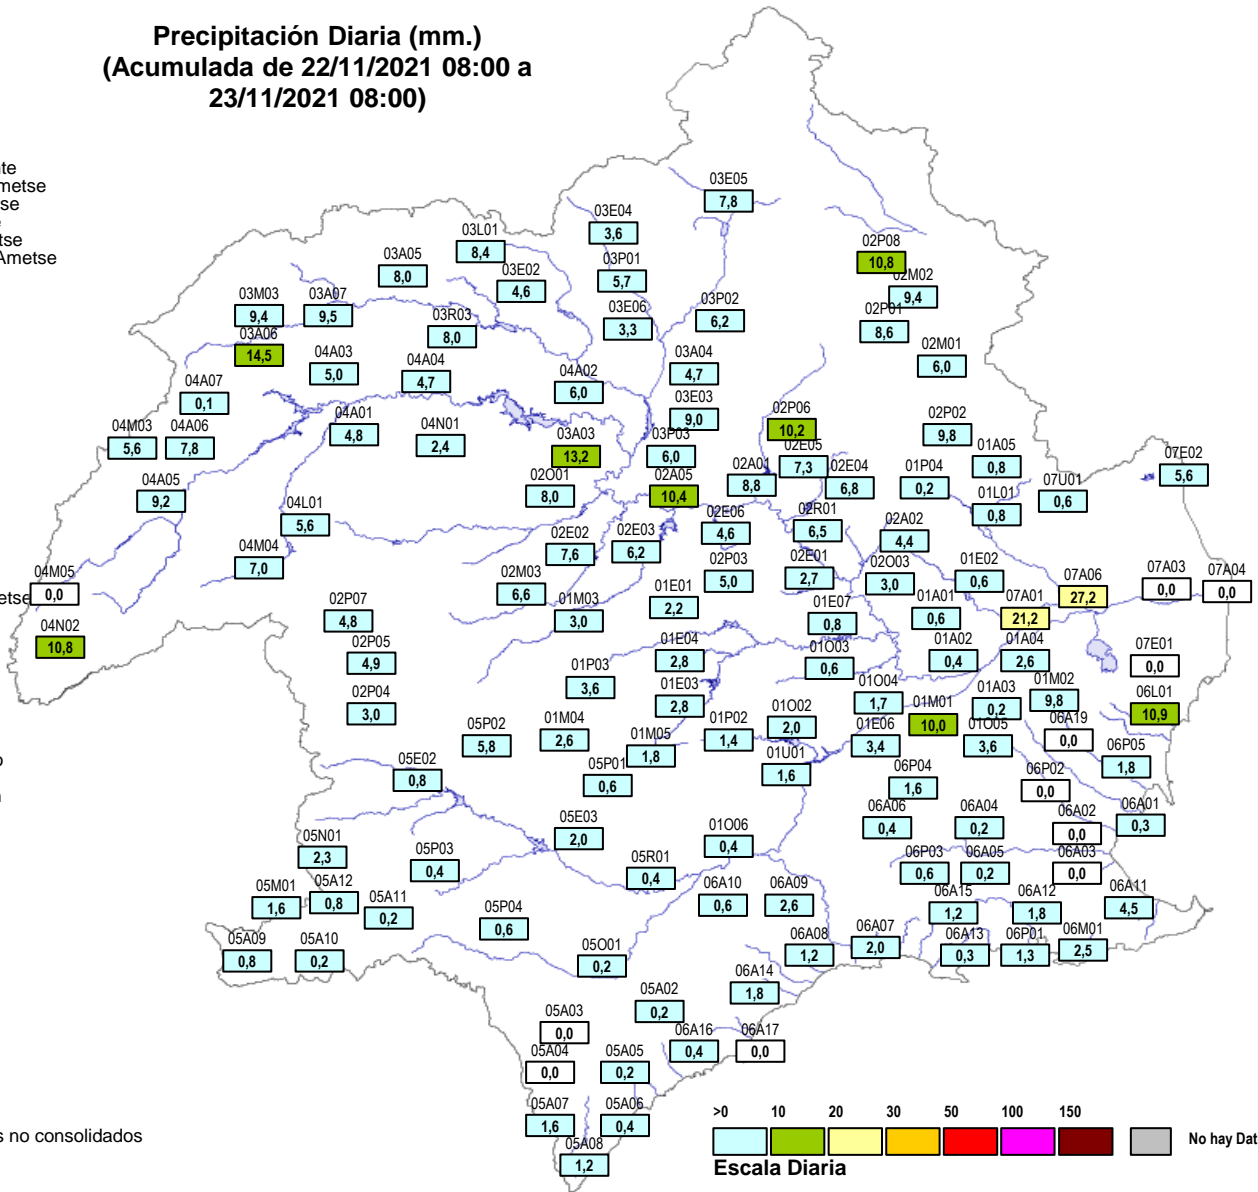 Precipitación Diaria (mm.)
(Acumulada de 22/11/2021 08:00 a
23/11/2021 08:00)
03E05
7,8
03E04
3,6
03L01
8,4
02P08
10,8
03A05
8,0
03P01
5,7
03E02
4,6
02M02
9,4
03M03
9,4
03A07
9,5
03E06
3,3
03P02
6,2
02P01
8,6
03R03
8,0
03A06
14,5
02M01
6,0
04A03
5,0
04A04
4,7
03A04
4,7
04A02
6,0
04A07
0,1
03E03
9,0
02P06
10,2
04M03
5,6
04A06
7,8
04A01
4,8
04N01
2,4
02P02
9,8
03A03
13,2
03P03
6,0
02E05
7,3
01A05
0,8
07E02
5,6
04A05
9,2
02O01
8,0
02A05
10,4
02A01
8,8
02E04
6,8
01P04
0,2
07U01
0,6
04L01
5,6
01L01
0,8
02E06
4,6
02R01
6,5
02A02
4,4
04M04
7,0
02E02
7,6
02E03
6,2
04M05
0,0
02M03
6,6
02P03
5,0
02E01
2,7
02O03
3,0
01E02
0,6
07A06
27,2
07A03
0,0
07A04
0,0
01E01
2,2
02P07
4,8
01M03
3,0
01E07
0,8
01A01
0,6
07A01
21,2
04N02
10,8
02P05
4,9
01E04
2,8
01O03
0,6
01A02
0,4
01A04
2,6
07E01
0,0
01P03
3,6
02P04
3,0
01E03
2,8
01O04
1,7
01A03
0,2
01M02
9,8
06L01
10,9
05P02
5,8
01M04
2,6
01P02
1,4
01O02
2,0
01M01
10,0
01E06
3,4
01O05
3,6
06A19
0,0
01M05
1,8
05E02
0,8
05P01
0,6
01U01
1,6
06P04
1,6
06P02
0,0
06P05
1,8
05E03
2,0
06A06
0,4
06A04
0,2
06A02
0,0
06A01
0,3
05N01
2,3
05P03
0,4
01O06
0,4
05R01
0,4
06P03
0,6
06A05
0,2
06A03
0,0
05M01
1,6
05A12
0,8
05A11
0,2
05P04
0,6
06A10
0,6
06A09
2,6
06A15
1,2
06A12
1,8
06A11
4,5
05A09
0,8
05A10
0,2
05O01
0,2
06A08
1,2
06A07
2,0
06A13
0,3
06P01
1,3
06M01
2,5
06A14
1,8
05A02
0,2
05A03
0,0
06A16
0,4
06A17
0,0
05A04
0,0
05A05
0,2
05A07
1,6
05A06
0,4
05A08
1,2
no consolidados
>0 10 20 30 50 100 150
No hay Dat
Escala Diaria